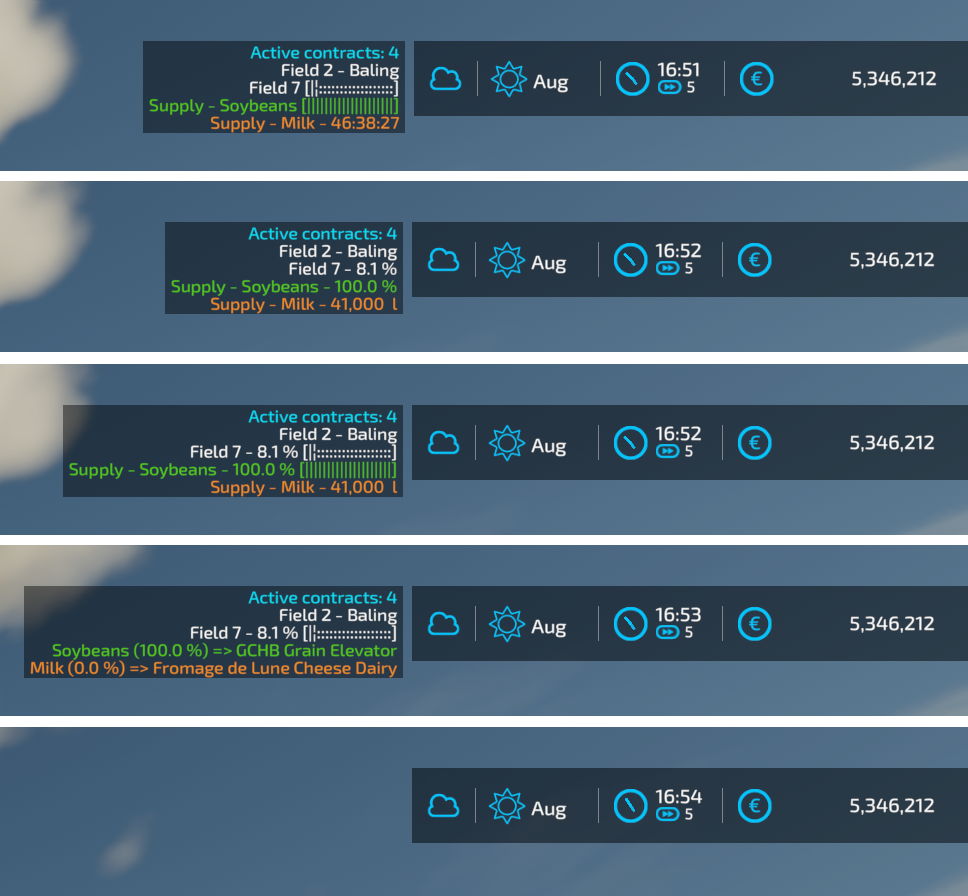 Active contracts: 4
Field 2 - Baling
Field 7 [||::::::::::::::::::]
Supply - Soybeans [||||||||||||||||||||]
Supply - Milk - 46:38:27
Aug
16:51
5
€
5,346,212
Active contracts: 4
Field 2 - Baling
Field 7 - 8.1 %
Supply - Soybeans - 100.0 %
Supply - Milk - 41,000 l
Aug
16:52
5
€
5,346,212
Active contracts: 4
Field 2 - Baling
Field 7 - 8.1 % [||::::::::::::::::::]
Supply - Soybeans - 100.0 % [||||||||||||||||||||]
Supply - Milk - 41,000 l
Aug
16:52
5
€
5,346,212
Active contracts: 4
Field 2 - Baling
Field 7 - 8.1 % [||::::::::::::::::::]
Soybeans (100.0 %) => GCHB Grain Elevator
Milk (0.0 %) => Fromage de Lune Cheese Dairy
Aug
16:53
5
€
5,346,212
Aug
16:54
5
€
5,346,212